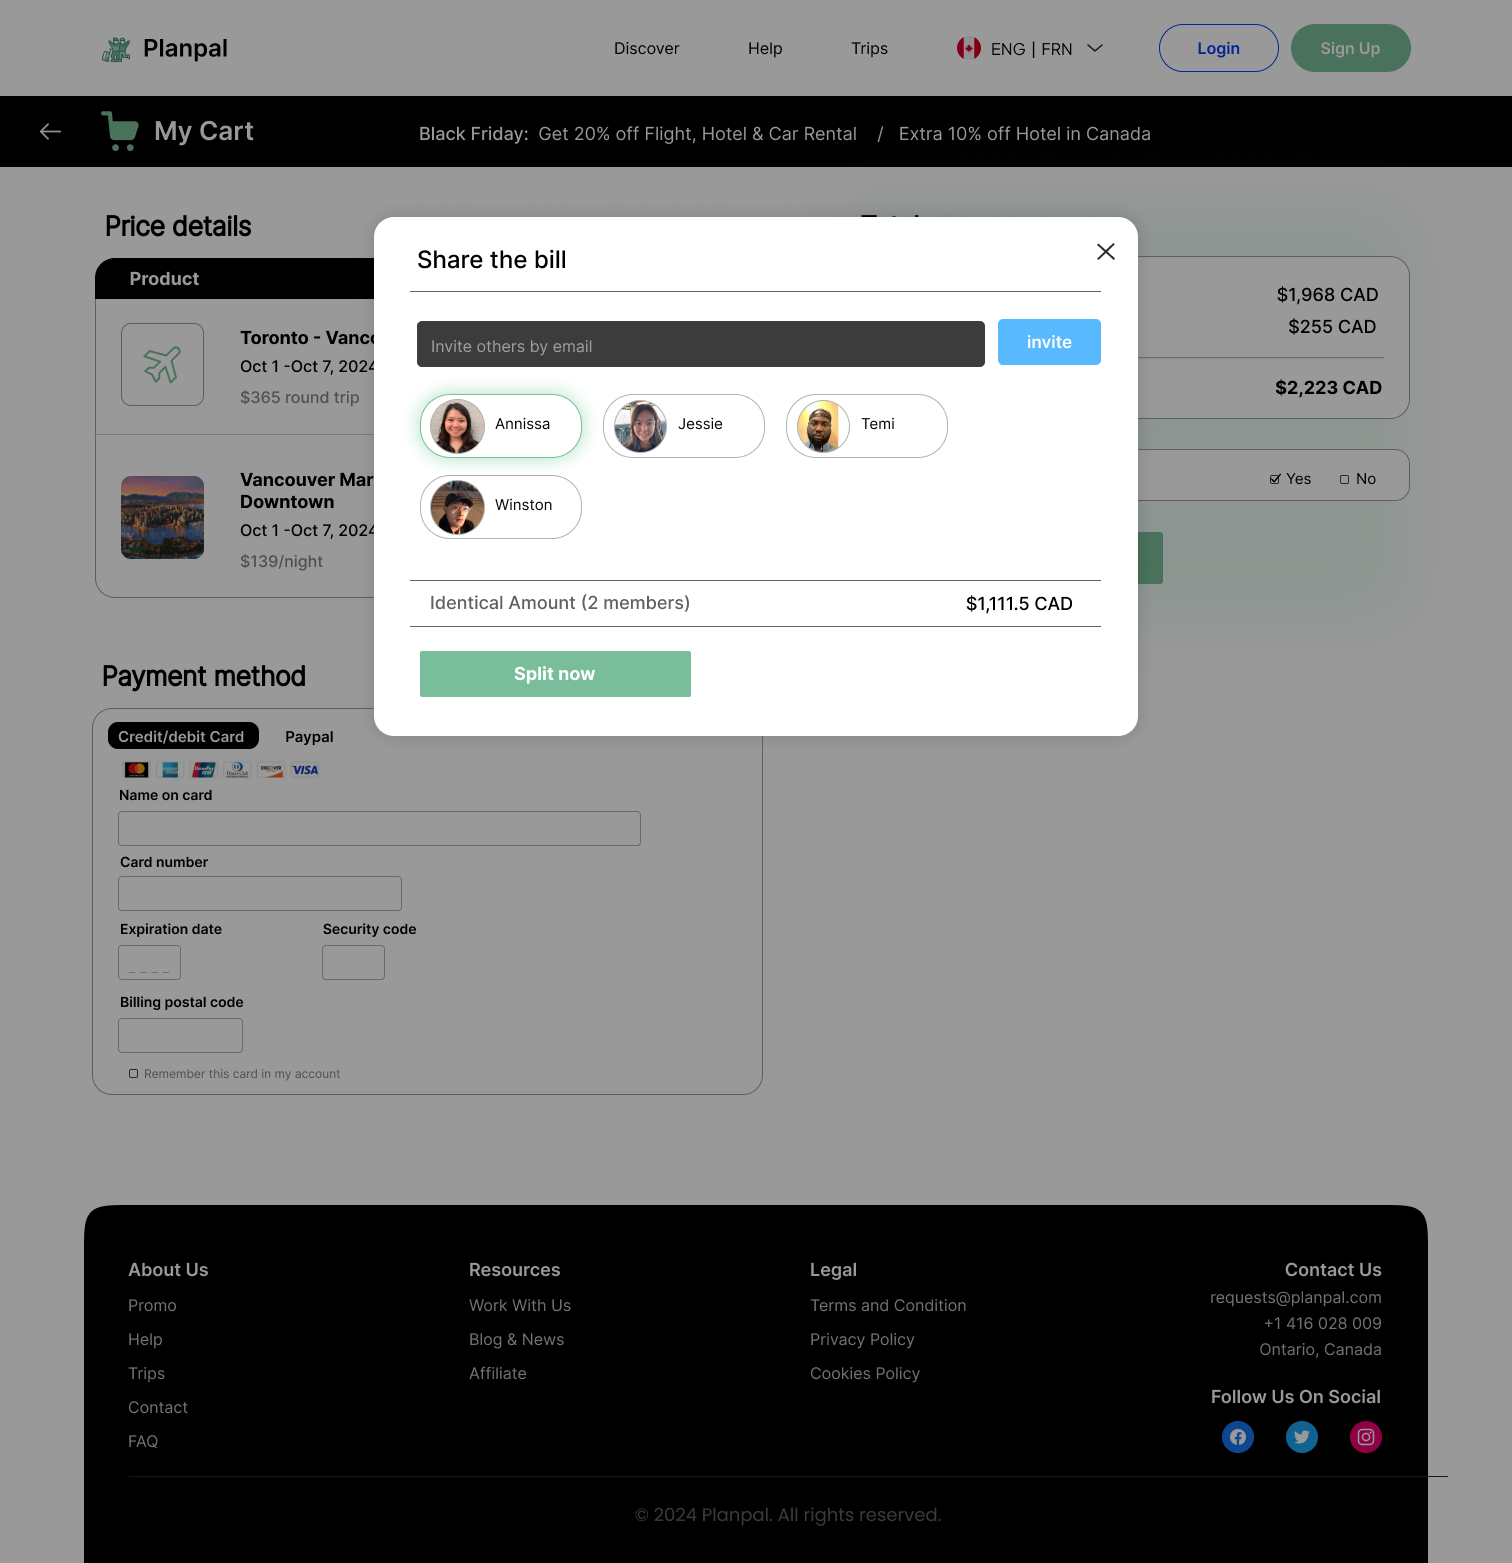 Planpal
Discover
Help
Trips
ENG | FRN
Login
Sign Up
My Cart
Black Friday: Get 20% off Flight, Hotel & Car Rental / Extra 10% off Hotel in Canada
Price details
Product
Toronto -
Oct 1 -Oct 7, 2024
$365 round trip
Vancouver
Downtown
Oct 1 -Oct 7, 2024
$139/night
$1,968 CAD
$255 CAD
$2,223 CAD
Yes
No
Share the bill
Invite others by email
invite
Annissa
Jessie
Temi
Winston
Identical Amount (2 members)
$1,111.5 CAD
Split now
Payment method
Credit/debit Card
Paypal
DISCOVER
VISA
Name on card
Card number
Expiration date
Security code
_ _ _ _
Billing postal code
Remember this card in my account
About Us
Promo
Help
Trips
Contact
FAQ
Resources
Work With Us
Blog & News
Affiliate
Legal
Terms and Condition
Privacy Policy
Cookies Policy
Contact Us
requests@planpal.com
+1 416 028 009
Ontario, Canada
Follow Us On Social
© 2024 Planpal. All rights reserved.